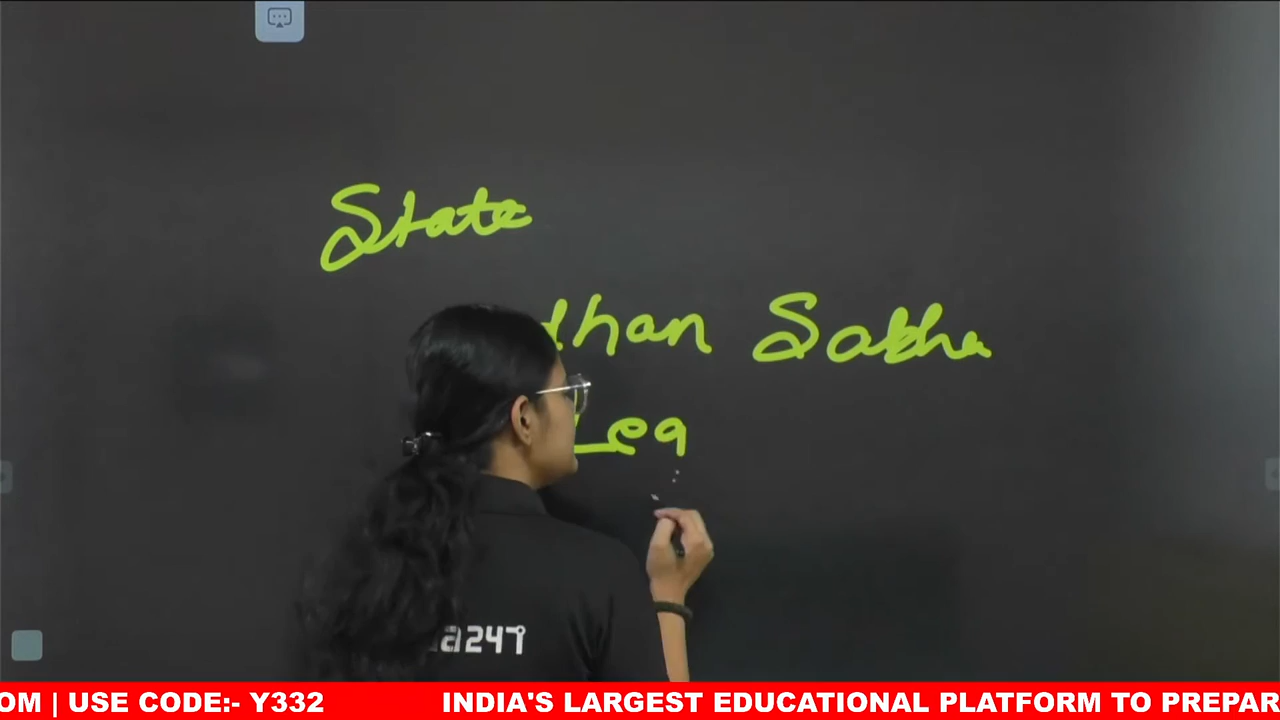 State
dhan Sabha
Leg
a247
OM | USE CODE:- Y332 INDIA'S LARGEST EDUCATIONAL PLATFORM TO PREPAR